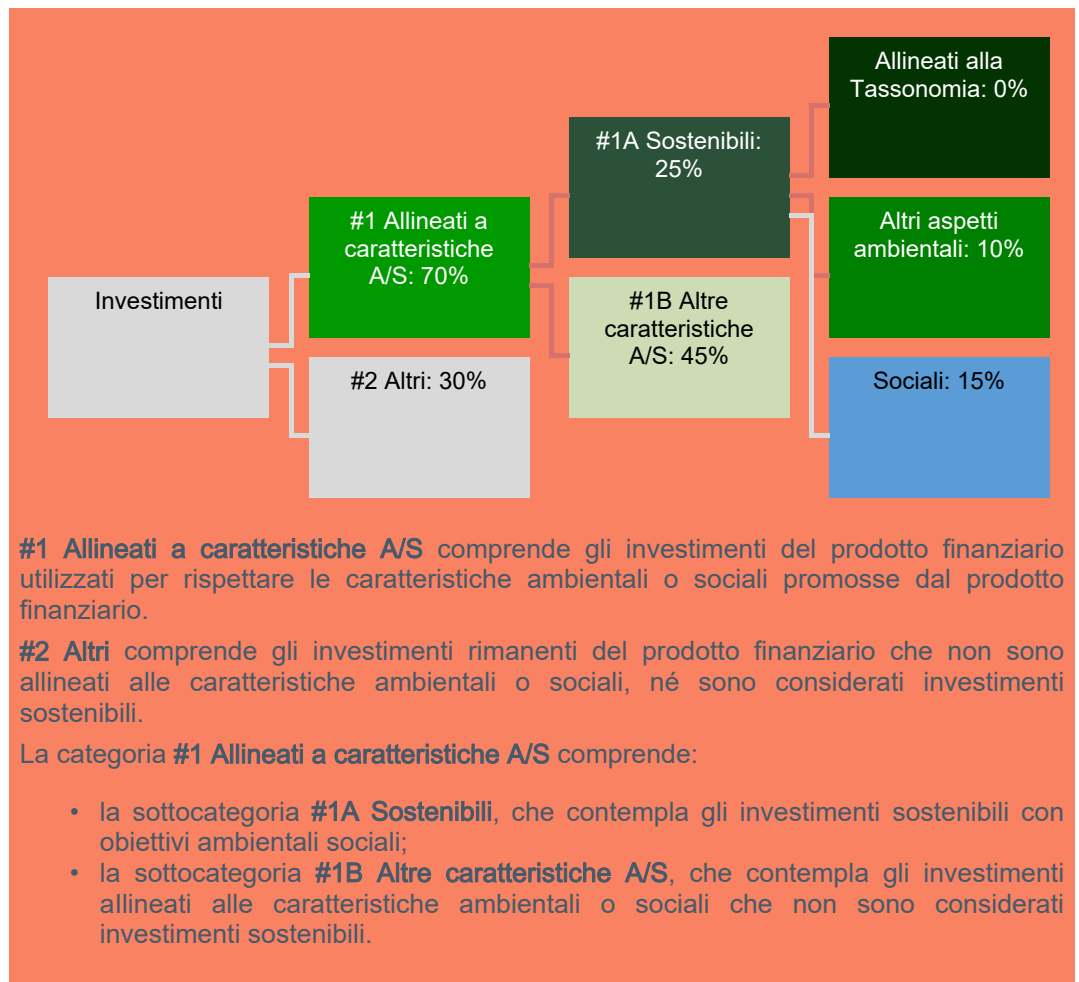 Allineati alla
Tassonomia: 0%
#1A Sostenibili:
25%
#1 Allineati a
caratteristiche
A/S: 70%
Altri aspetti
ambientali: 10%
Investimenti
#1B Altre
caratteristiche
A/S: 45%
#2 Altri: 30%
Sociali: 15%
#1 Allineati a caratteristiche A/S comprende gli investimenti del prodotto finanziario
utilizzati per rispettare le caratteristiche ambientali o sociali promosse dal prodotto
finanziario.
#2 Altri comprende gli investimenti rimanenti del prodotto finanziario che non sono
allineati alle caratteristiche ambientali o sociali, né sono considerati investimenti
sostenibili.
La categoria #1 Allineati a caratteristiche A/S comprende:
• la sottocategoria #1A Sostenibili, che contempla gli investimenti sostenibili con
obiettivi ambientali sociali;
• la sottocategoria #1B Altre caratteristiche A/S, che contempla gli investimenti
allineati alle caratteristiche ambientali o sociali che non sono considerati
investimenti sostenibili.